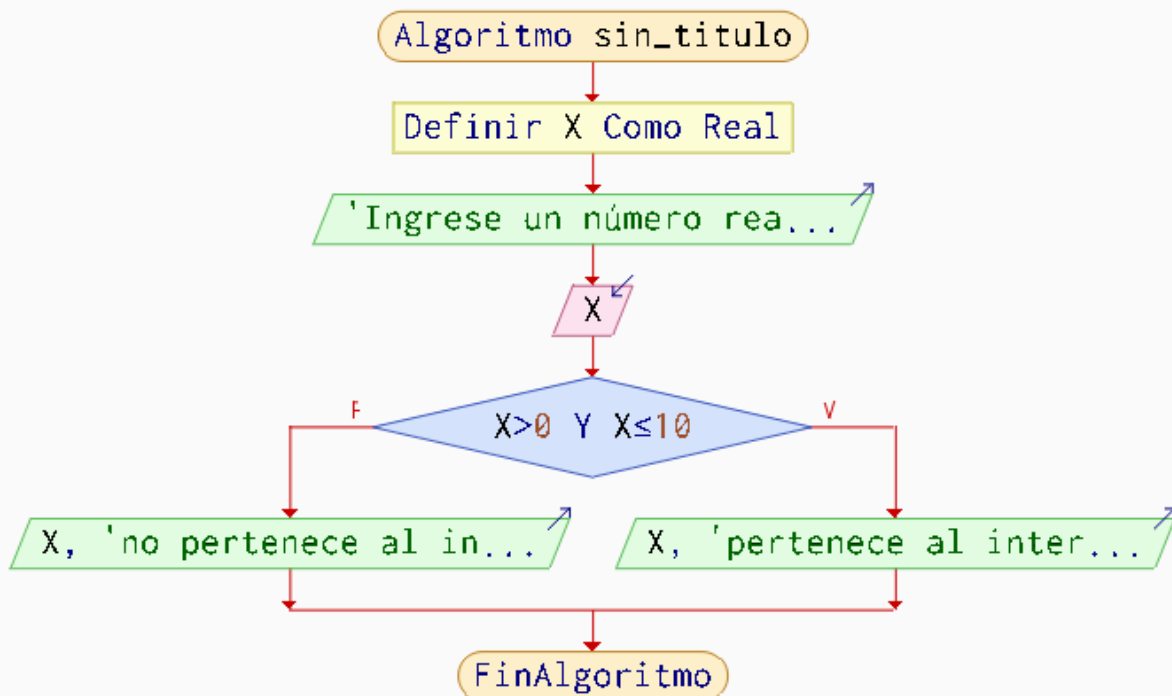 Algoritmo sin_titulo
Definir X Como Real
'Ingrese un número rea...
X
F
X>0 Y X≤10
V
X, 'no pertenece al in...
X, 'pertenece al inter...
FinAlgoritmo